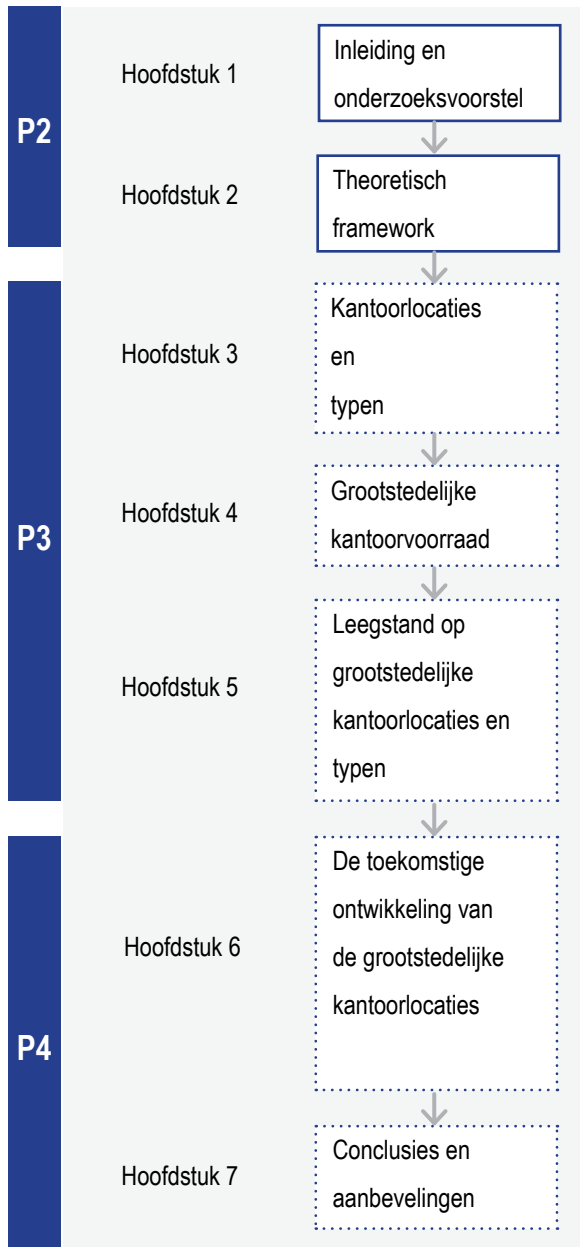 P2
Hoofdstuk 1
Inleiding en
onderzoeksvoorstel
Hoofdstuk 2
Theoretisch
framework
P3
Hoofdstuk 3
Kantoorlocaties
en
typen
Hoofdstuk 4
Grootstedelijke
kantoorvoorraad
Hoofdstuk 5
Leegstand op
grootstedelijke
kantoorlocaties en
typen
P4
Hoofdstuk 6
De toekomstige
ontwikkeling van
de grootstedelijke
kantoorlocaties
Hoofdstuk 7
Conclusies en
aanbevelingen